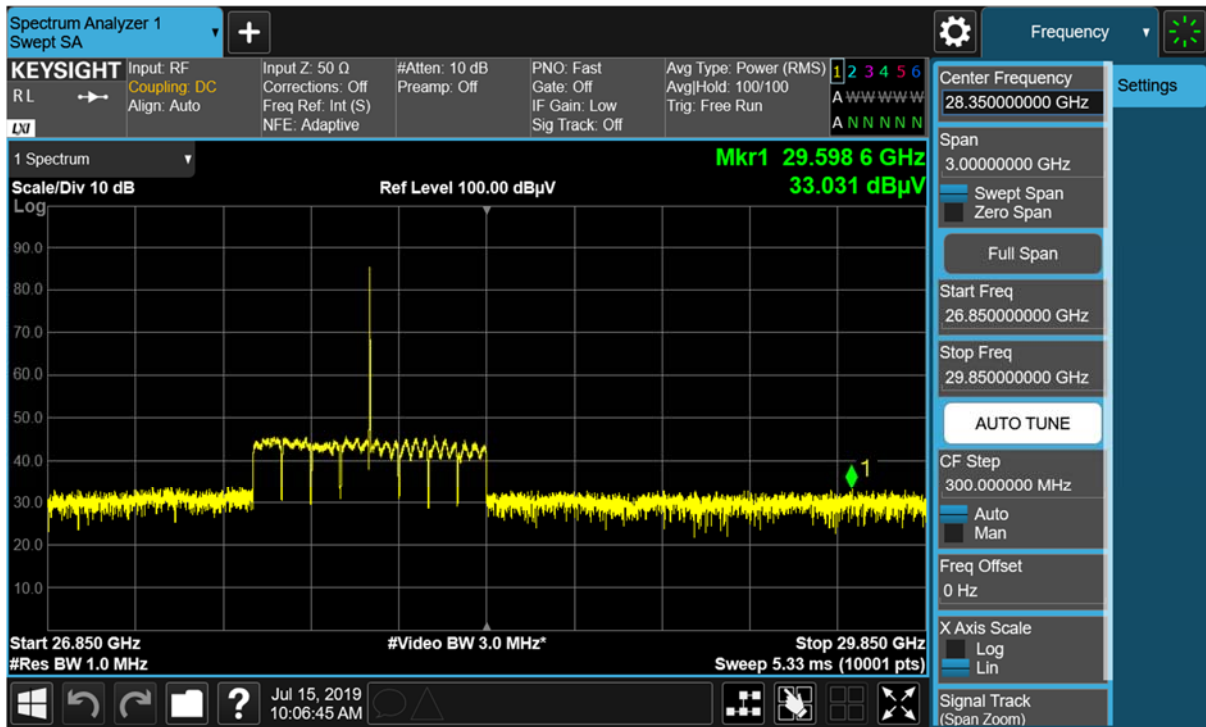 Spectrum Analyzer 1
Swept SA
+
Frequency
KEYSIGHT
R L
LXI
Input: RF
Coupling: DC
Align: Auto
Input Z: 50 Ω
Corrections: Off
Freq Ref: Int (S)
NFE: Adaptive
#Atten: 10 dB
Preamp: Off
PNO: Fast
Gate: Off
IF Gain: Low
Sig Track: Off
Avg Type: Power (RMS)
Avg|Hold: 100/100
Trig: Free Run
1 2 3 4 5 6
A W W W W W
A N N N N N
1 Spectrum
Mkr1 29.598 6 GHz
Scale/Div 10 dB
Ref Level 100.00 dBµV
33.031 dBµV
Log
90.0
80.0
70.0
60.0
50.0
40.0
30.0
20.0
10.0
1
Start 26.850 GHz
#Video BW 3.0 MHz*
Stop 29.850 GHz
#Res BW 1.0 MHz
Sweep 5.33 ms (10001 pts)
?
Jul 15, 2019
10:06:45 AM
Center Frequency
28.350000000 GHz
Settings
Span
3.00000000 GHz
Swept Span
Zero Span
Full Span
Start Freq
26.850000000 GHz
Stop Freq
29.850000000 GHz
AUTO TUNE
CF Step
300.000000 MHz
Auto
Man
Freq Offset
0 Hz
X Axis Scale
Log
Lin
Signal Track
(Span Zoom)